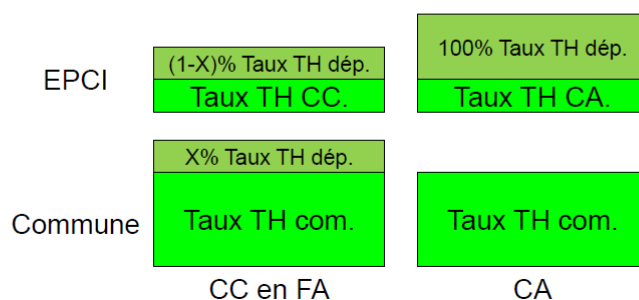 EPCI
(1-X)% Taux TH dép.
Taux TH CC.
100% Taux TH dép.
Taux TH CA.
Commune
X% Taux TH dép.
Taux TH com.
Taux TH com.
CC en FA
CA